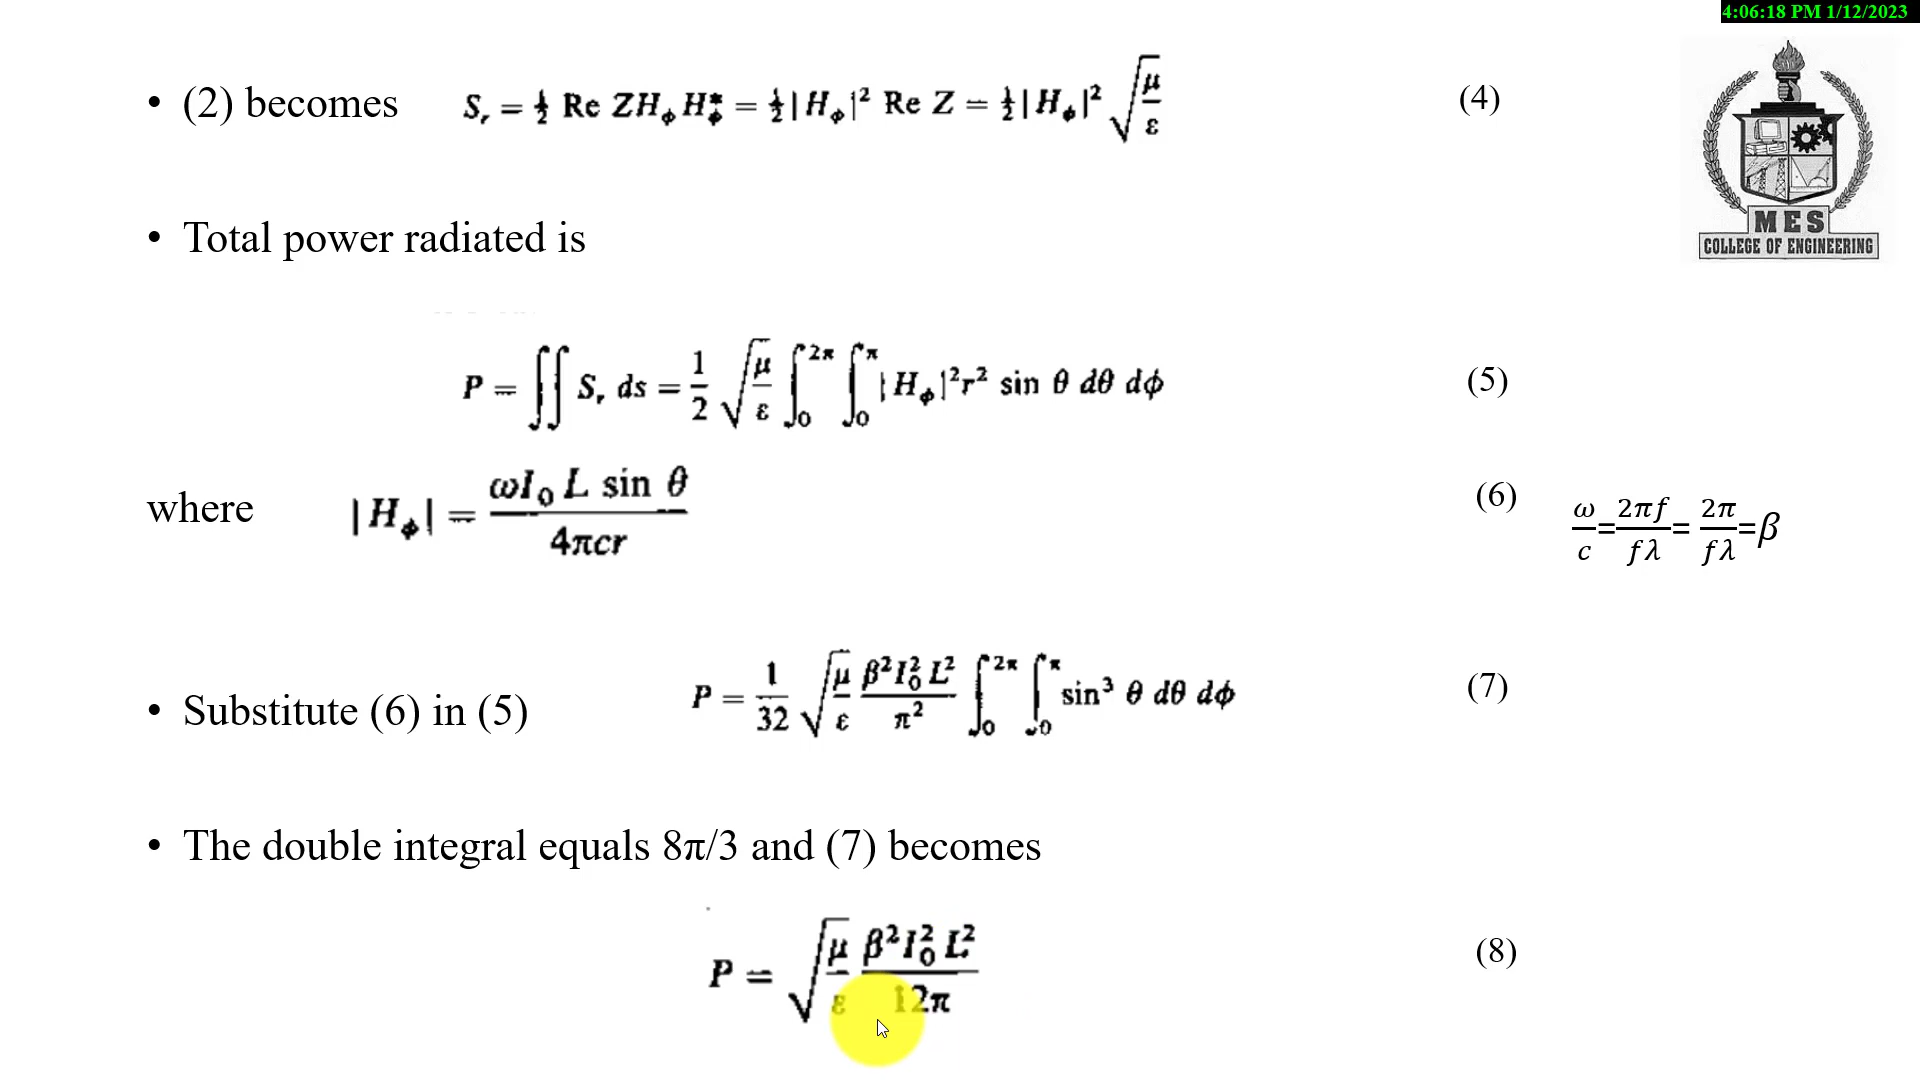 4:06:18 PM 1/12/2023
• (2) becomes S_r = ½ Re ZH_ϕ H*_ϕ = ½|H_ϕ|² Re Z = ½|H_ϕ|² √(μ/ε) (4)
MES
COLLEGE OF ENGINEERING
• Total power radiated is
P = ∬ S_r ds = 1/2 √(μ/ε) ∫₀^2π ∫₀^π |H_ϕ|²r² sin θ dθ dϕ (5)
where |H_ϕ| = ωI₀ L sin θ / 4πcr (6) ω/c=2πf/fλ= 2π/fλ=β
• Substitute (6) in (5) P = 1/32 √(μ/ε) β²I₀²L²/π² ∫₀^2π ∫₀^π sin³ θ dθ dϕ (7)
• The double integral equals 8π/3 and (7) becomes
P = √(μ/ε) β²I₀²L²/12π (8)